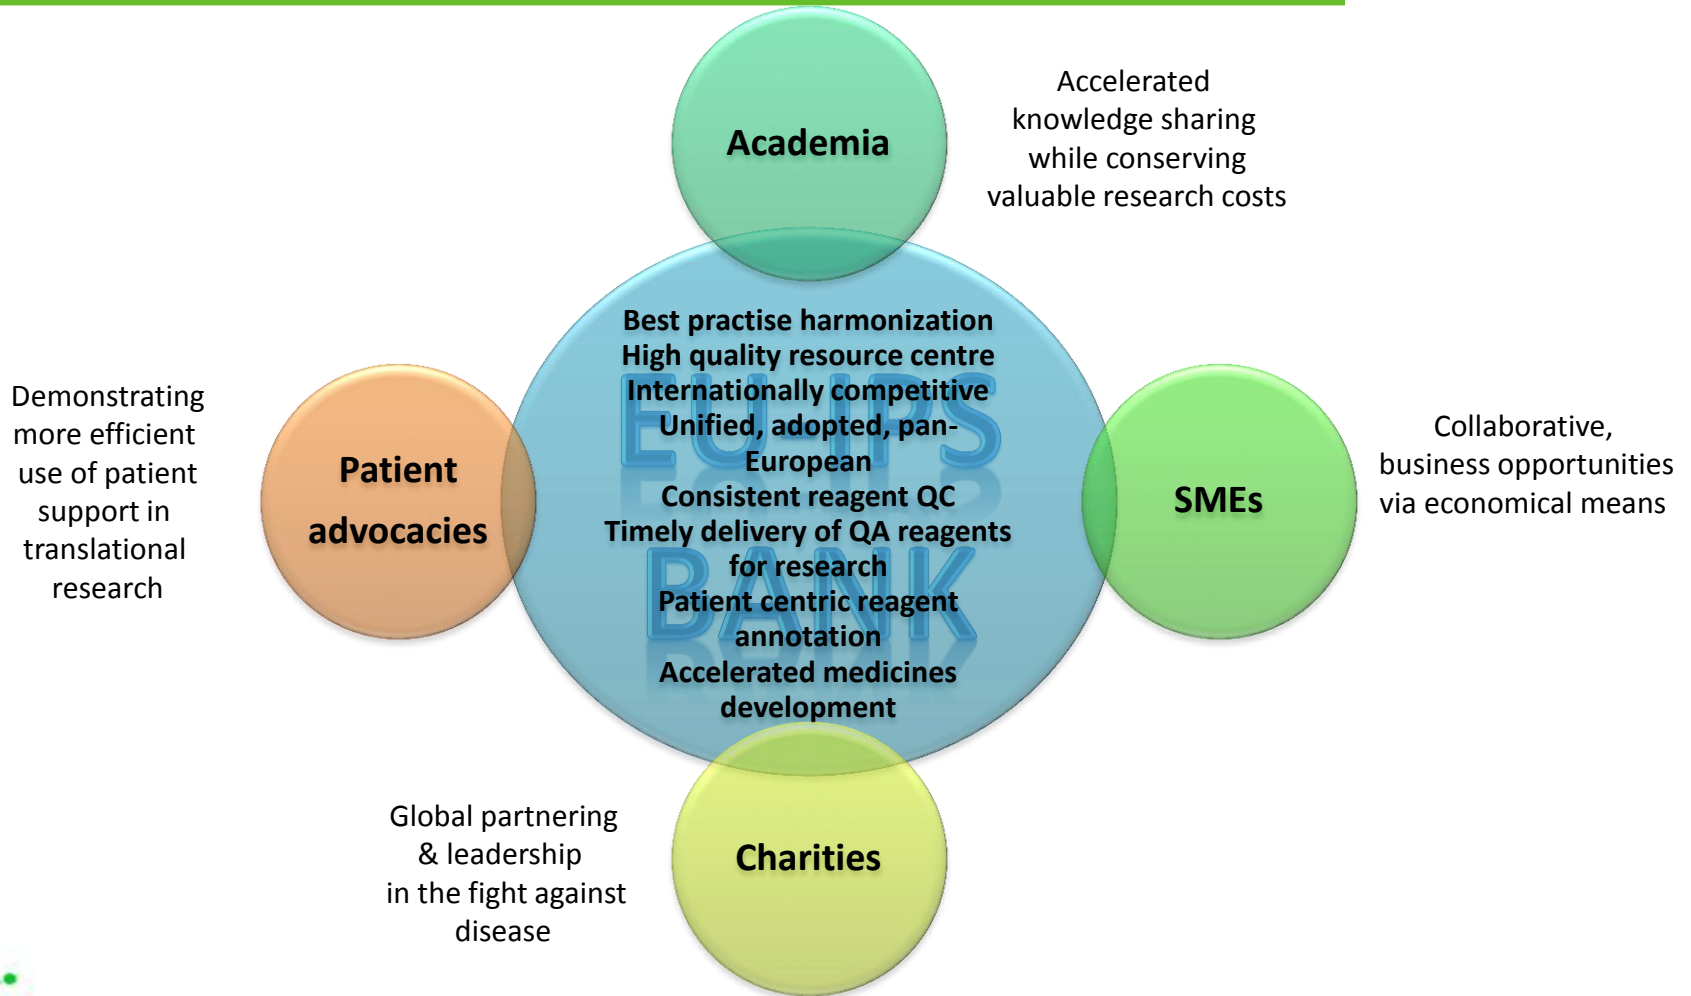 Academia
Accelerated
knowledge sharing
while conserving
valuable research costs
Best practise harmonization
High quality resource centre
Internationally competitive
Unified, adopted, pan-
European
Consistent reagent QC
Timely delivery of QA reagents
for research
Patient centric reagent
annotation
Accelerated medicines
development
EU-IPS
BANK
Demonstrating
more efficient
use of patient
support in
translational
research
Patient
advocacies
SMEs
Collaborative,
business opportunities
via economical means
Global partnering
& leadership
in the fight against
disease
Charities